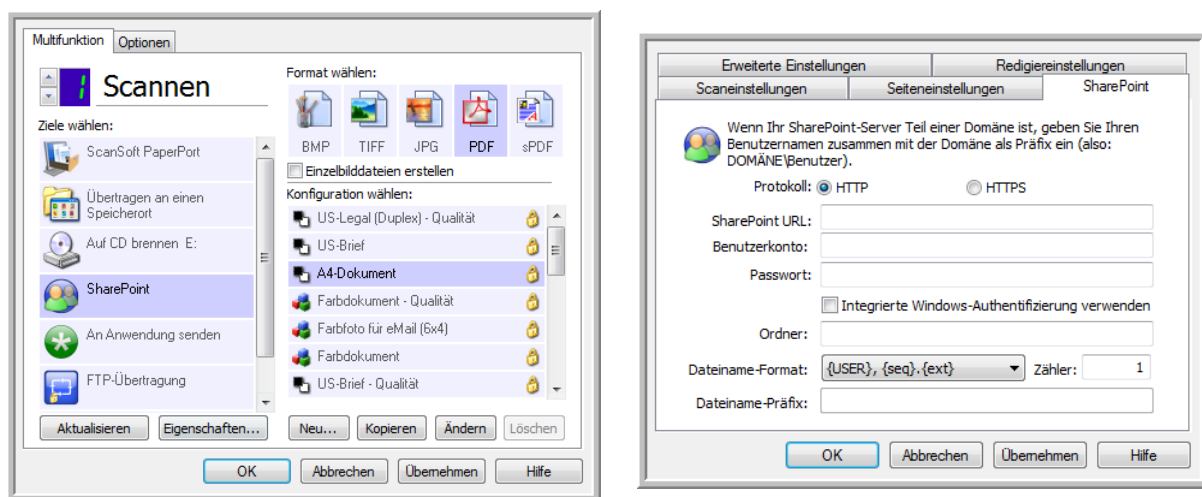 Multifunktion
Optionen
1 Scannen
Ziele wählen:
ScanSoft PaperPort
Übertragen an einen
Speicherort
Auf CD brennen E:
SharePoint
An Anwendung senden
FTP-Übertragung
Aktualisieren
Eigenschaften...
Format wählen:
BMP
TIFF
JPG
PDF
sPDF
Einzelbilddateien erstellen
Konfiguration wählen:
US-Legal (Duplex) - Qualität
US-Brief
A4-Dokument
Farbdokument - Qualität
Farbfoto für eMail (6x4)
Farbdokument
US-Brief - Qualität
Neu...
Kopieren
Ändern
Löschen
OK
Abbrechen
Übernehmen
Hilfe
Erweiterte Einstellungen
Redigiereinstellungen
Scaneinstellungen
Seiteneinstellungen
SharePoint
Wenn Ihr SharePoint-Server Teil einer Domäne ist, geben Sie Ihren
Benutzernamen zusammen mit der Domäne als Präfix ein (also:
DOMÄNE\Benutzer).
Protokoll: HTTP HTTPS
SharePoint URL:
Benutzerkonto:
Passwort:
Integrierte Windows-Authentifizierung verwenden
Ordner:
Dateiname-Format: {USER}, {seq}.{ext} Zähler: 1
Dateiname-Präfix:
OK
Abbrechen
Übernehmen
Hilfe